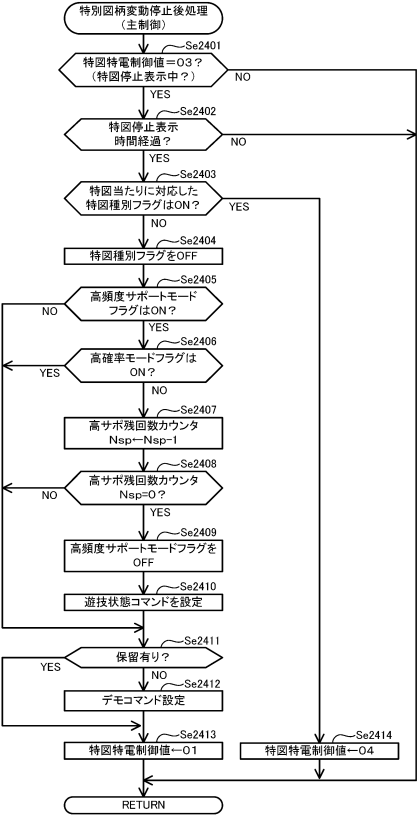 特別図柄変動停止後処理
（主制御）
Se2401
特図特電制御値＝03？
（特図停止表示中？）
NO
YES
Se2402
特図停止表示
時間経過？
NO
YES
Se2403
特図当たりに対応した
特図種別フラグはON？
YES
NO
Se2404
特図種別フラグをOFF
Se2405
高頻度サポートモード
フラグはON？
NO
YES
Se2406
高確率モードフラグは
ON？
YES
NO
Se2407
高サポ残回数カウンタ
Nsp←Nsp-1
Se2408
高サポ残回数カウンタ
Nsp=0？
NO
YES
Se2409
高頻度サポートモードフラグを
OFF
Se2410
遊技状態コマンドを設定
Se2411
保留有り？
YES
NO
Se2412
デモコマンド設定
Se2413
特図特電制御値←01
Se2414
特図特電制御値←04
RETURN